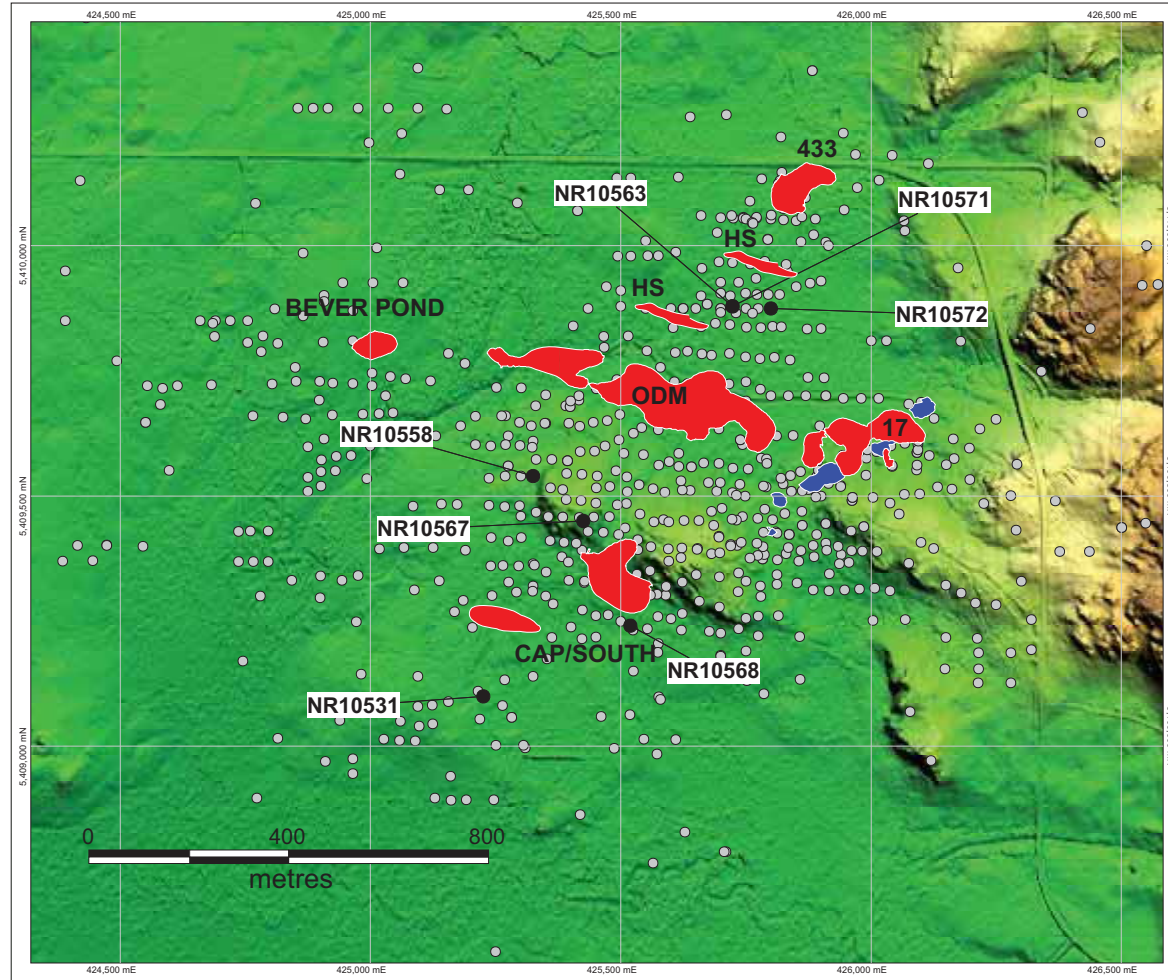 424,500 mE
425,000 mE
425,500 mE
426,000 mE
426,500 mE
433
NR10563
NR10571
HS
5,410,000 mN
HS
BEVER POND
NR10572
ODM
17
NR10558
5,409,500 mN
NR10567
CAP/SOUTH
NR10568
NR10531
5,409,000 mN
0
400
800
metres
424,500 mE
425,000 mE
425,500 mE
426,000 mE
426,500 mE